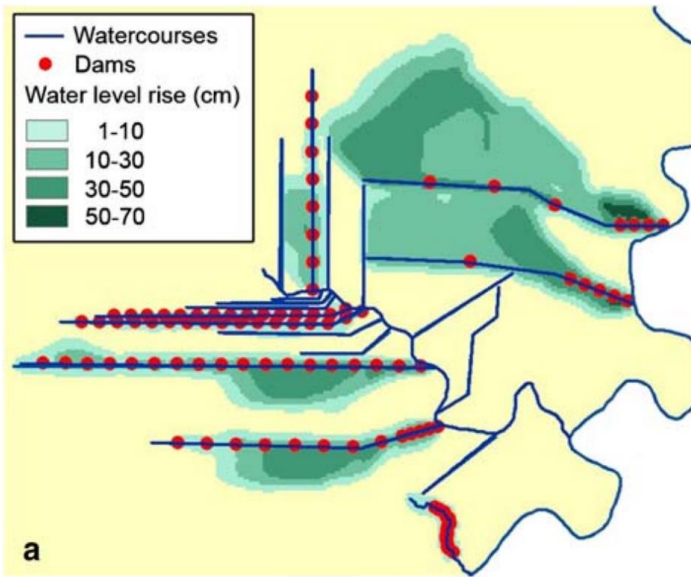 Watercourses
Dams
Water level rise (cm)
1-10
10-30
30-50
50-70
a